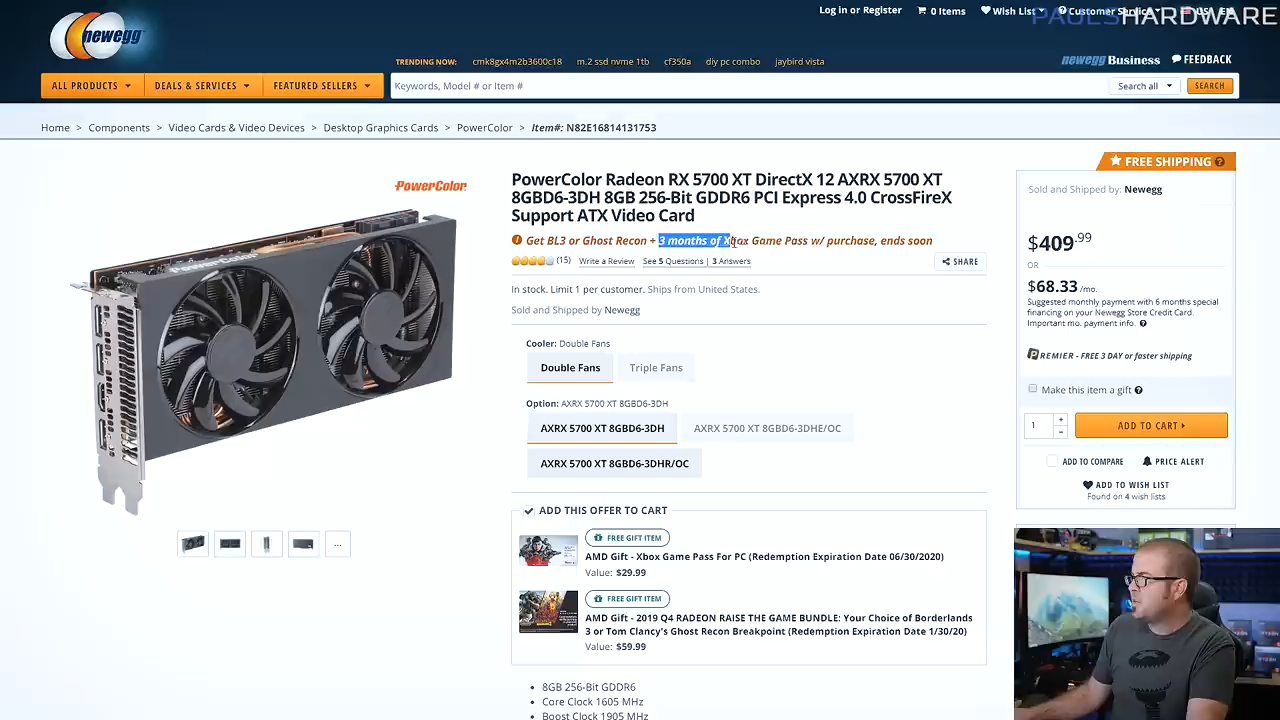 Log in or Register
0 Items
Wish List
Customer Service
PAULSHARDWARE
newegg
TRENDING NOW: cmk8gx4m2b3600c18 m.2 ssd nvme 1tb cf350a diy pc combo jaybird vista
newegg Business
FEEDBACK
ALL PRODUCTS
DEALS & SERVICES
FEATURED SELLERS
Keywords, Model # or Item #
Search all
SEARCH
Home > Components > Video Cards & Video Devices > Desktop Graphics Cards > PowerColor > Item#: N82E16814131753
FREE SHIPPING ?
PowerColor
PowerColor Radeon RX 5700 XT DirectX 12 AXRX 5700 XT
8GBD6-3DH 8GB 256-Bit GDDR6 PCI Express 4.0 CrossFireX
Support ATX Video Card
Get BL3 or Ghost Recon + 3 months of Xbox Game Pass w/ purchase, ends soon
(15) Write a Review See 5 Questions | 3 Answers
SHARE
In stock. Limit 1 per customer. Ships from United States.
Sold and Shipped by Newegg
Cooler: Double Fans
Double Fans
Triple Fans
Option: AXRX 5700 XT 8GBD6-3DH
AXRX 5700 XT 8GBD6-3DH
AXRX 5700 XT 8GBD6-3DHE/OC
AXRX 5700 XT 8GBD6-3DHR/OC
ADD THIS OFFER TO CART
FREE GIFT ITEM
AMD Gift - Xbox Game Pass For PC (Redemption Expiration Date 06/30/2020)
Value: $29.99
FREE GIFT ITEM
AMD Gift - 2019 Q4 RADEON RAISE THE GAME BUNDLE: Your Choice of Borderlands
3 or Tom Clancy's Ghost Recon Breakpoint (Redemption Expiration Date 1/30/20)
Value: $59.99
8GB 256-Bit GDDR6
Core Clock 1605 MHz
Boost Clock 1905 MHz
Sold and Shipped by: Newegg
$409.99
OR
$68.33 /mo.
Suggested monthly payment with 6 months special
financing on your Newegg Store Credit Card.
Important mo. payment info. ?
PREMIER - FREE 3 DAY or faster shipping
Make this item a gift ?
1
+
−
ADD TO CART
ADD TO COMPARE
PRICE ALERT
ADD TO WISH LIST
Found on 4 wish lists
...
PowerColor